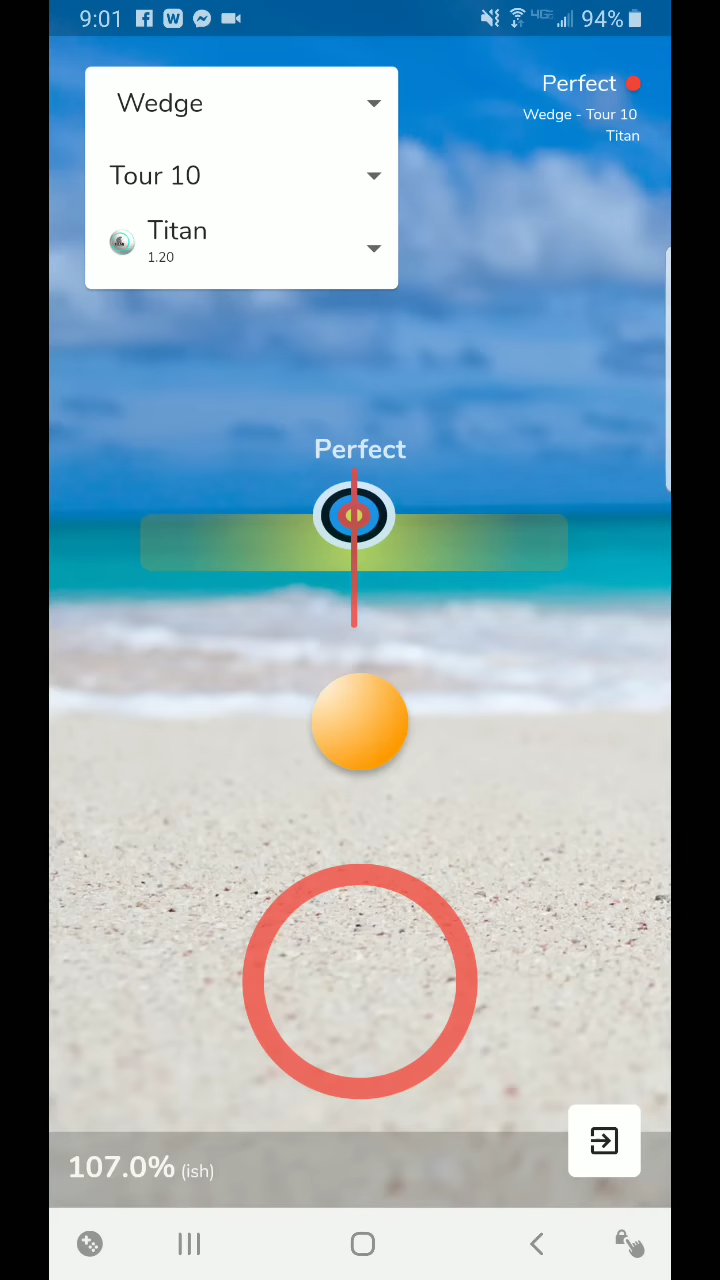 9:01
94%
Wedge
Perfect
Wedge - Tour 10
Titan
Tour 10
Titan
1.20
Perfect
107.0% (ish)